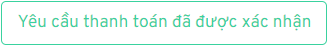 Yêu cầu thanh toán đã được xác nhận